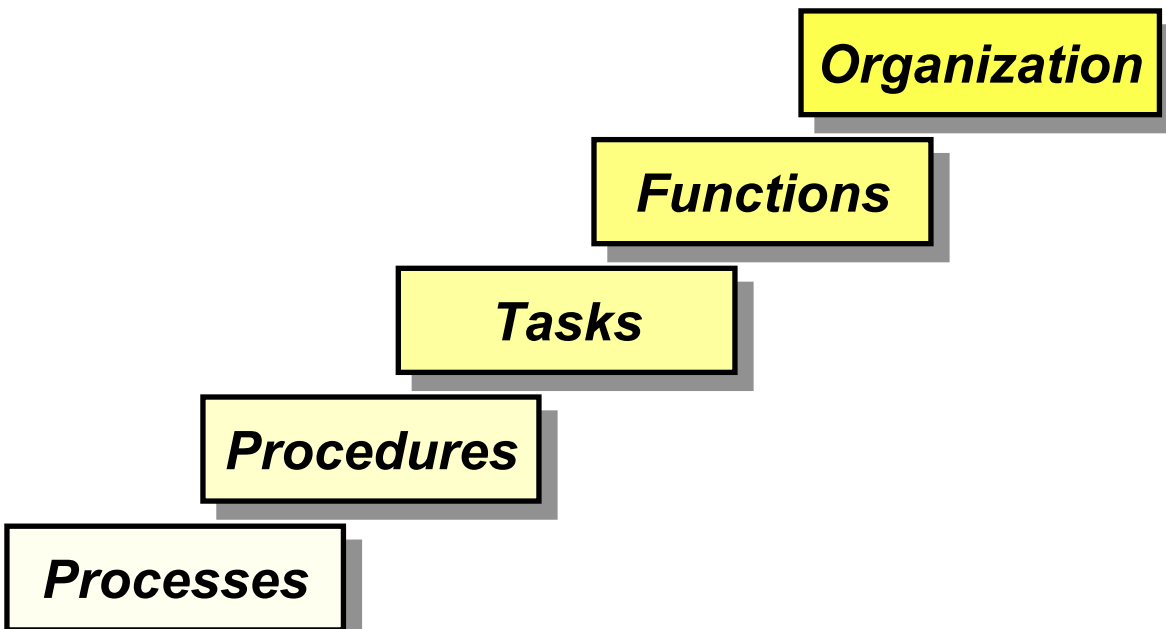 Organization
Functions
Tasks
Procedures
Processes